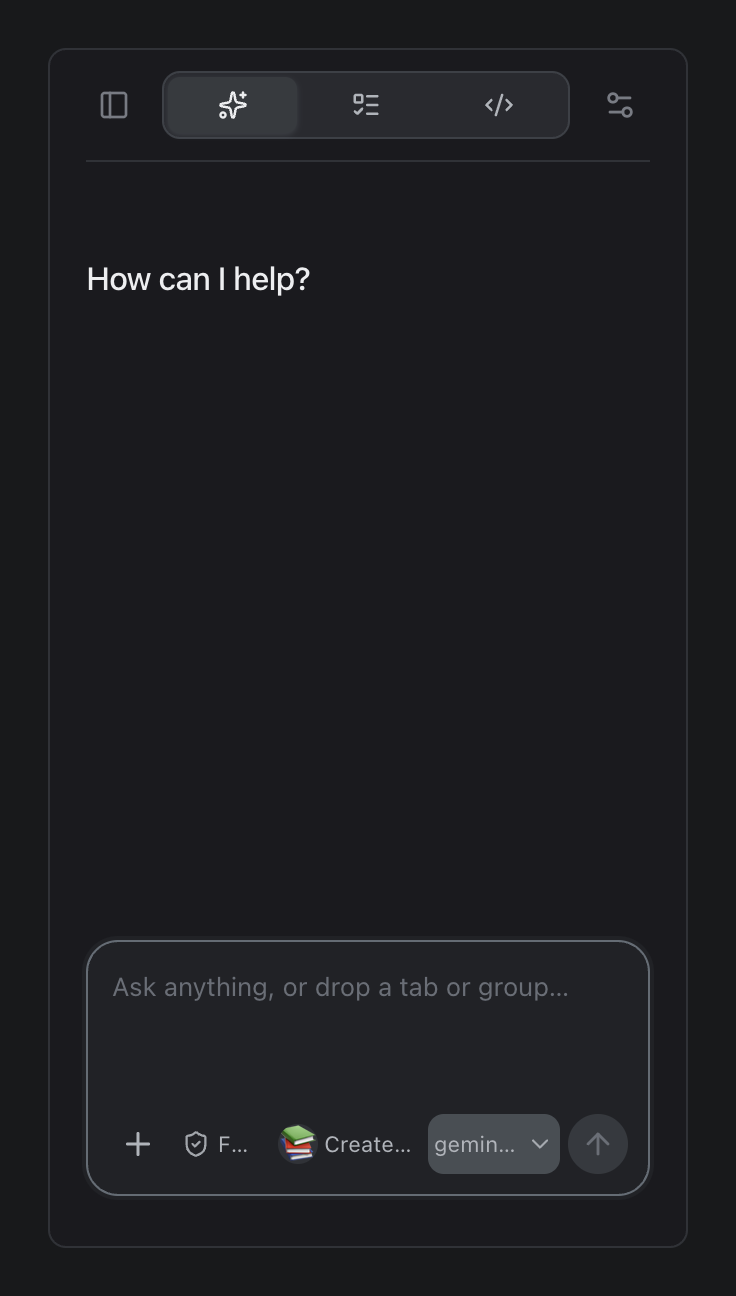 How can I help?
Ask anything, or drop a tab or group...
F... Create... gemin...